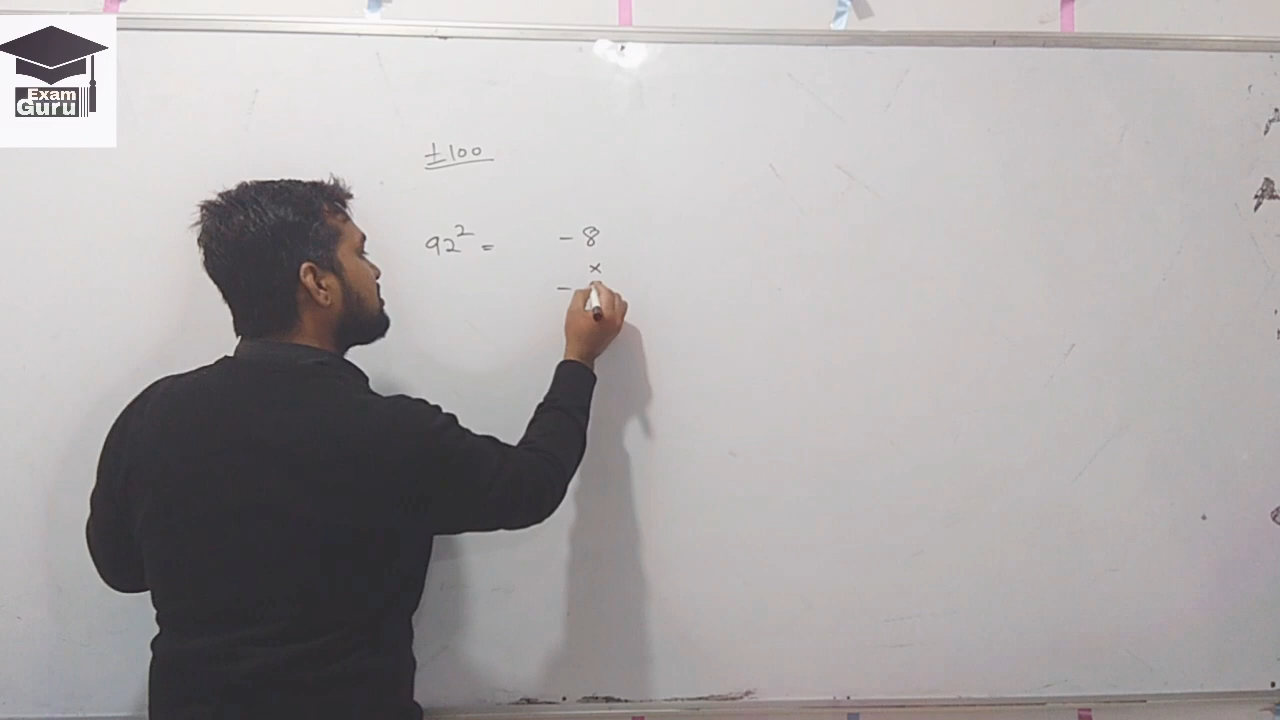 Exam
Guru
±100
92² = - 8
×
-